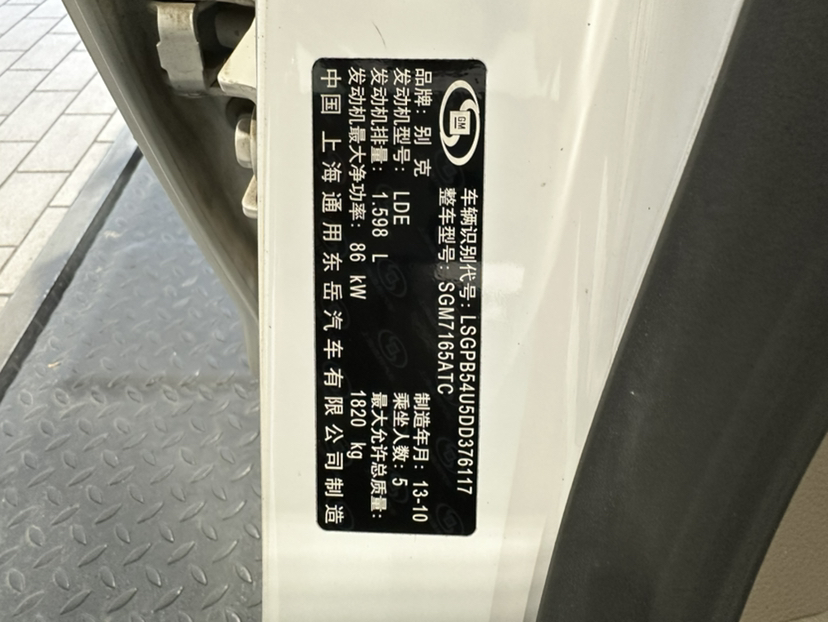 GM
车辆识别代号: LSGPB54U5DD376117
整车型号: SGM7165ATC
品牌: 别克 制造年月: 13-10
发动机型号: LDE 乘坐人数: 5
发动机排量: 1.598 L 最大允许总质量:
发动机最大净功率: 86 kW 1820 kg
中国 上海通用东岳汽车有限公司制造